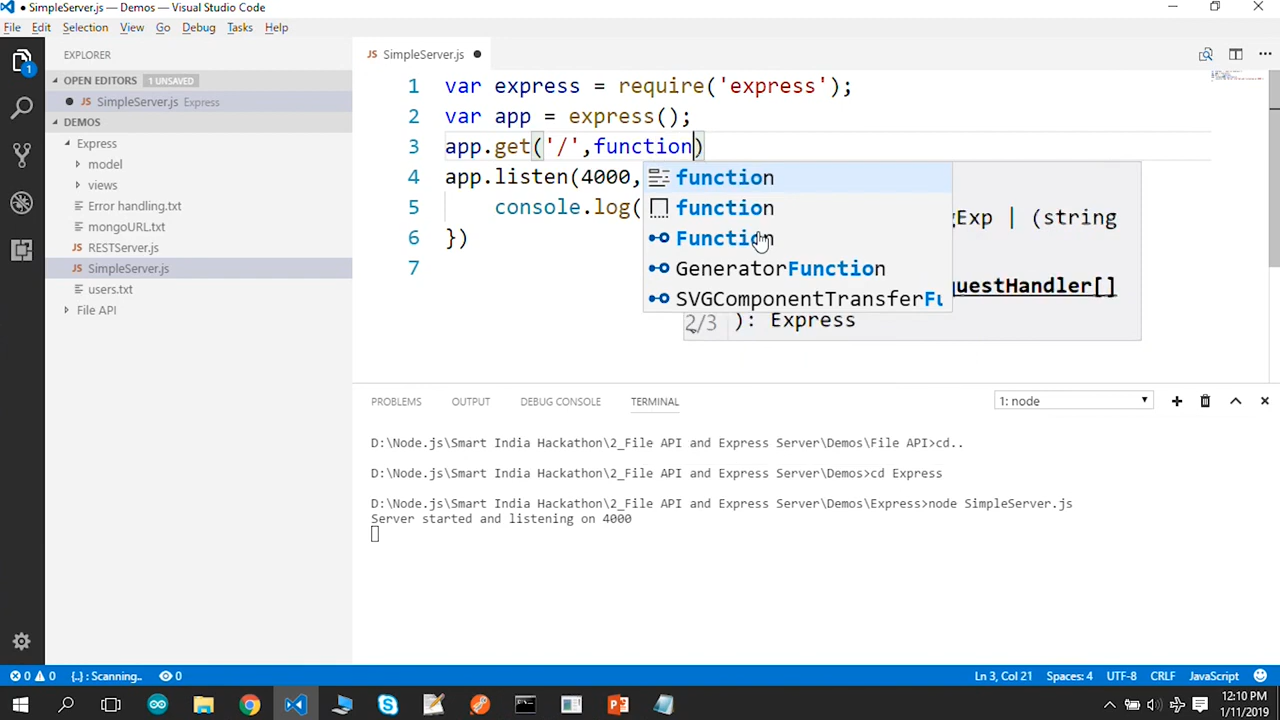 ● SimpleServer.js — Demos — Visual Studio Code
File Edit Selection View Go Debug Tasks Help
EXPLORER
OPEN EDITORS 1 UNSAVED
JS SimpleServer.js Express
DEMOS
Express
model
views
Error handling.txt
mongoURL.txt
JS RESTServer.js
JS SimpleServer.js
users.txt
File API
1
JS SimpleServer.js ●
1 var express = require('express');
2 var app = express();
3 app.get('/',function)
4 app.listen(4000,
5 console.log(
6 })
7
function
function
Function
GeneratorFunction
SVGComponentTransferFu
gExp | (string
questHandler[]
2/3 ): Express
PROBLEMS OUTPUT DEBUG CONSOLE TERMINAL 1: node
D:\Node.js\Smart India Hackathon\2_File API and Express Server\Demos\File API>cd..
D:\Node.js\Smart India Hackathon\2_File API and Express Server\Demos>cd Express
D:\Node.js\Smart India Hackathon\2_File API and Express Server\Demos\Express>node SimpleServer.js
Server started and listening on 4000
0 0 {..} : Scanning.. 0 Ln 3, Col 21 Spaces: 4 UTF-8 CRLF JavaScript
12:10 PM
1/11/2019